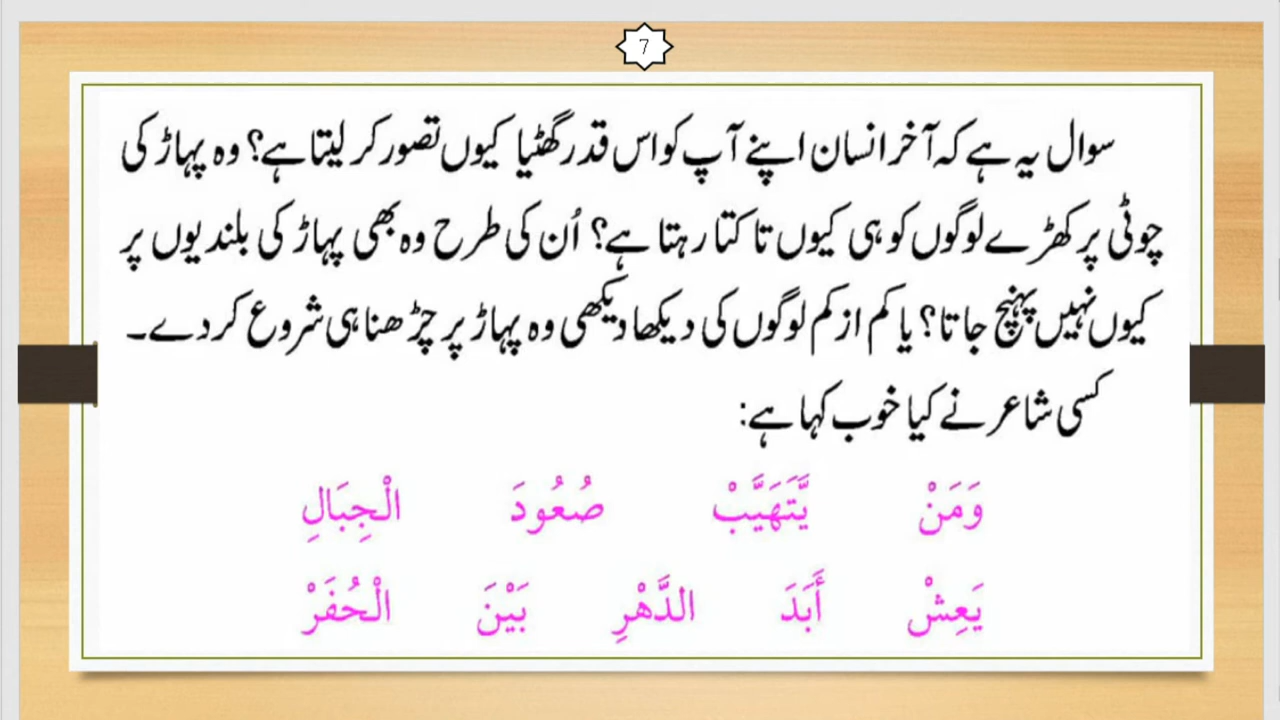 7
سوال یہ ہے کہ آخر انسان اپنے آپ کو اس قدر گھٹیا کیوں تصور کر لیتا ہے؟ وہ پہاڑ کی
چوٹی پر کھڑے لوگوں کو ہی کیوں تاکتا رہتا ہے؟ اُن کی طرح وہ بھی پہاڑ کی بلندیوں پر
کیوں نہیں پہنچ جاتا؟ یا کم از کم لوگوں کی دیکھا دیکھی وہ پہاڑ پر چڑھنا ہی شروع کر دے۔
کسی شاعر نے کیا خوب کہا ہے:
وَمَنْ يَّتَهَيَّبْ صُعُودَ الْجِبَالِ
يَعِشْ أَبَدَ الدَّهْرِ بَيْنَ الْحُفَرْ